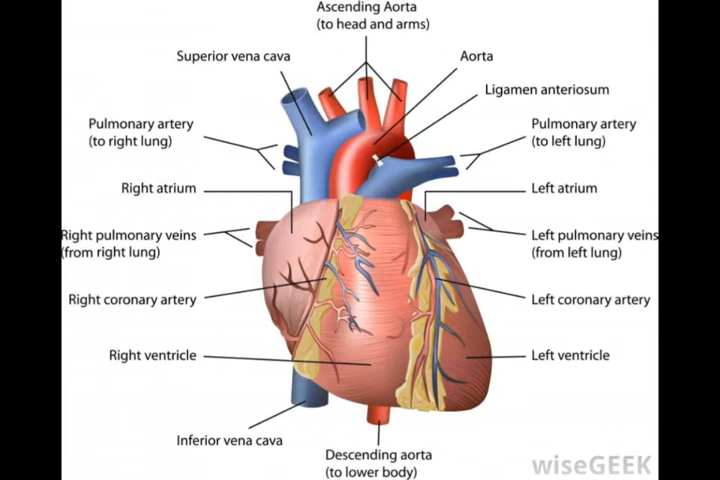 Ascending Aorta
(to head and arms)
Superior vena cava
Aorta
Ligamen anteriosum
Pulmonary artery
(to right lung)
Pulmonary artery
(to left lung)
Right atrium
Left atrium
Right pulmonary veins
(from right lung)
Left pulmonary veins
(from left lung)
Right coronary artery
Left coronary artery
Right ventricle
Left ventricle
Inferior vena cava
Descending aorta
(to lower body)
wiseGEEK